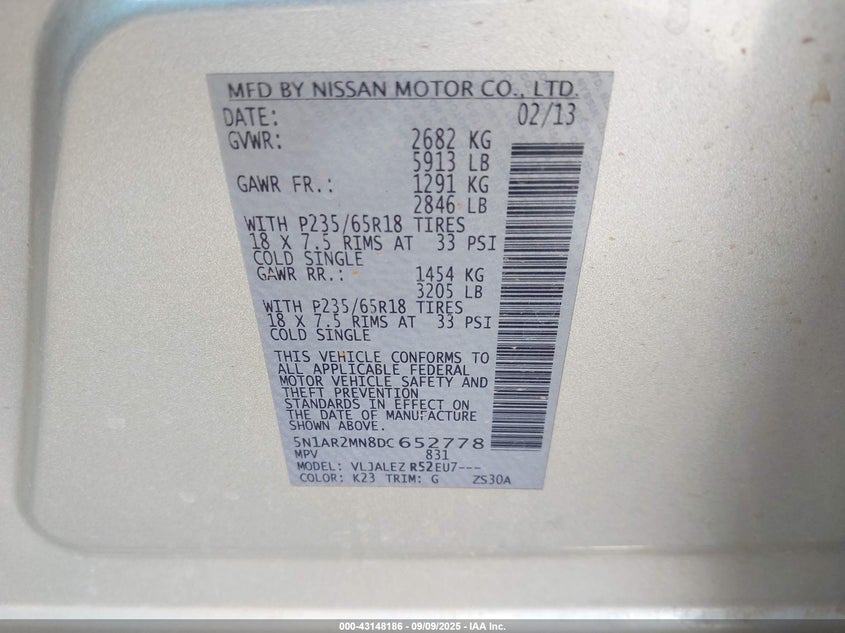 MFD BY NISSAN MOTOR CO., LTD.
DATE: 02/13
GVWR: 2682 KG
5913 LB
GAWR FR.: 1291 KG
2846 LB
WITH P235/65R18 TIRES
18 X 7.5 RIMS AT 33 PSI
COLD SINGLE
GAWR RR.: 1454 KG
3205 LB
WITH P235/65R18 TIRES
18 X 7.5 RIMS AT 33 PSI
COLD SINGLE
THIS VEHICLE CONFORMS TO
ALL APPLICABLE FEDERAL
MOTOR VEHICLE SAFETY AND
THEFT PREVENTION
STANDARDS IN EFFECT ON
THE DATE OF MANUFACTURE
SHOWN ABOVE.
5N1AR2MN8DC 652778
MPV 831
MODEL: VLJALEZ R52EU7---
COLOR: K23 TRIM: G ZS30A
000-43148186 - 09/09/2025 - IAA Inc.